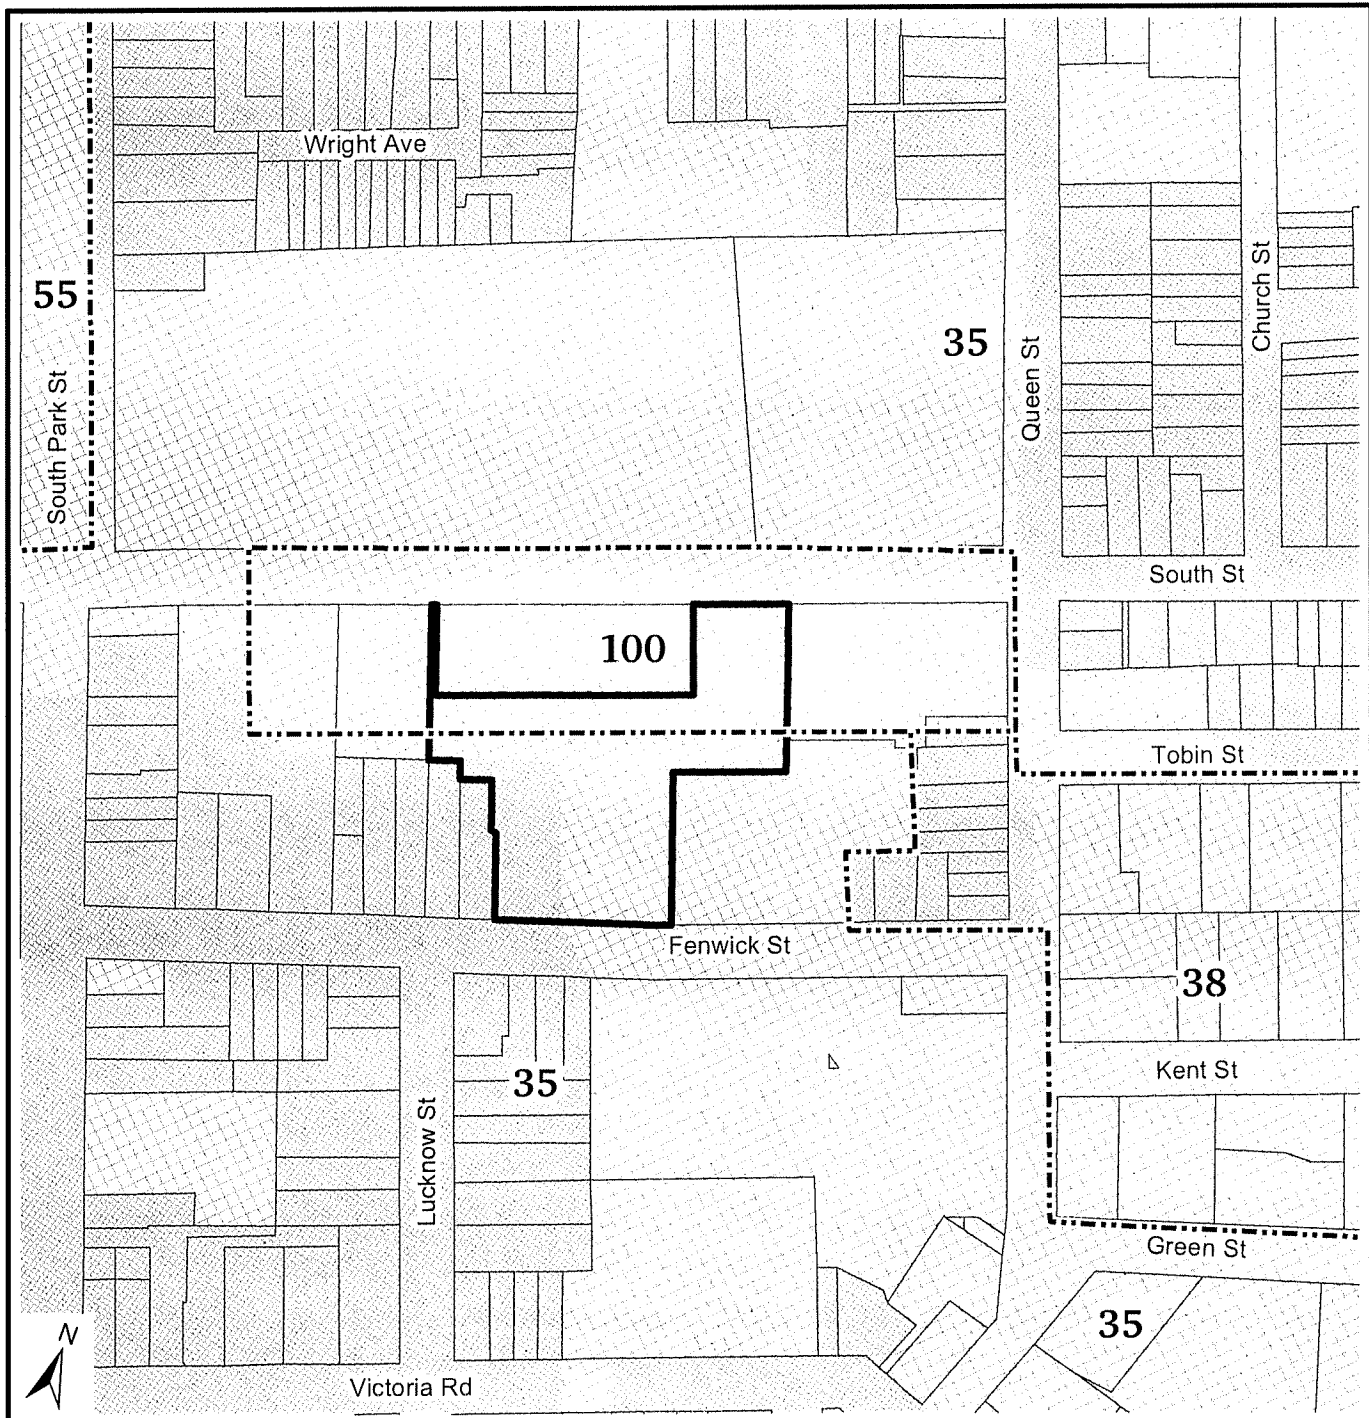 Wright Ave
55
35
Church St
Queen St
South Park St
South St
100
Tobin St
Fenwick St
38
Kent St
35
Lucknow St
Green St
35
N
Victoria Rd